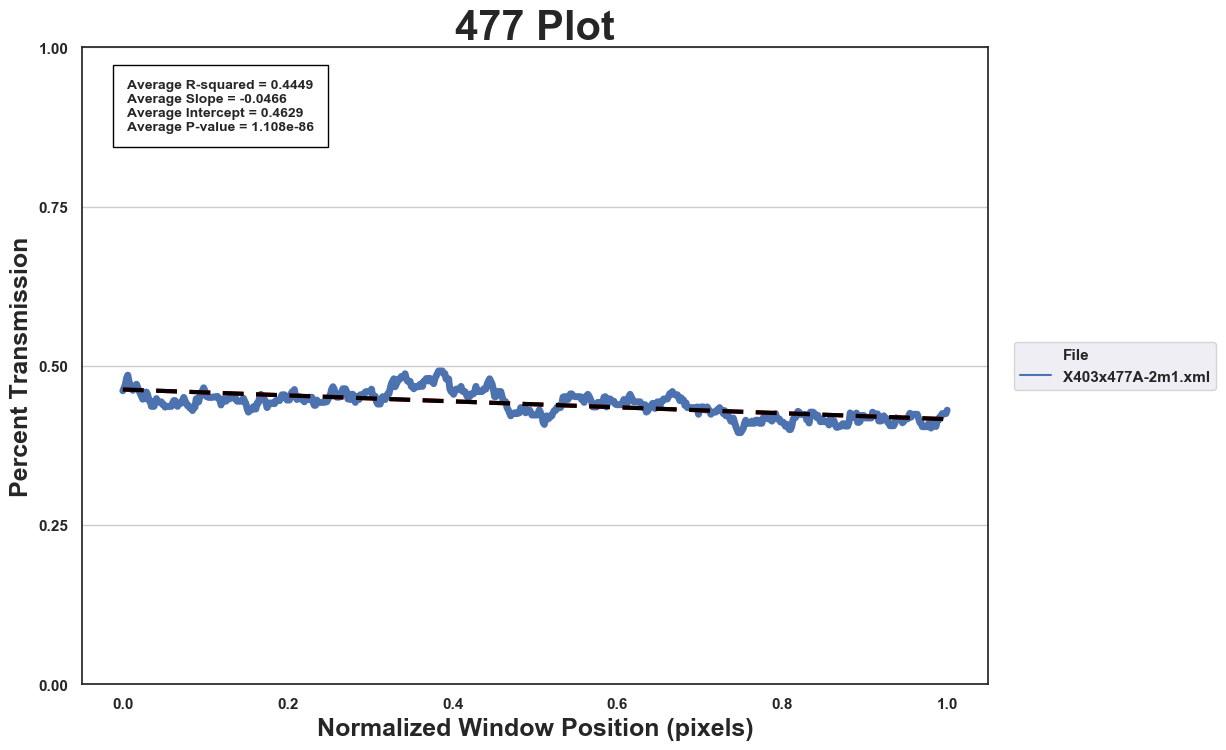 477 Plot
1.00
Average R-squared = 0.4449
Average Slope = -0.0466
Average Intercept = 0.4629
Average P-value = 1.108e-86
0.75
Percent Transmission
File
0.50
X403x477A-2m1.xml
0.25
0.00
0.0 0.2 0.4 0.6 0.8 1.0
Normalized Window Position (pixels)